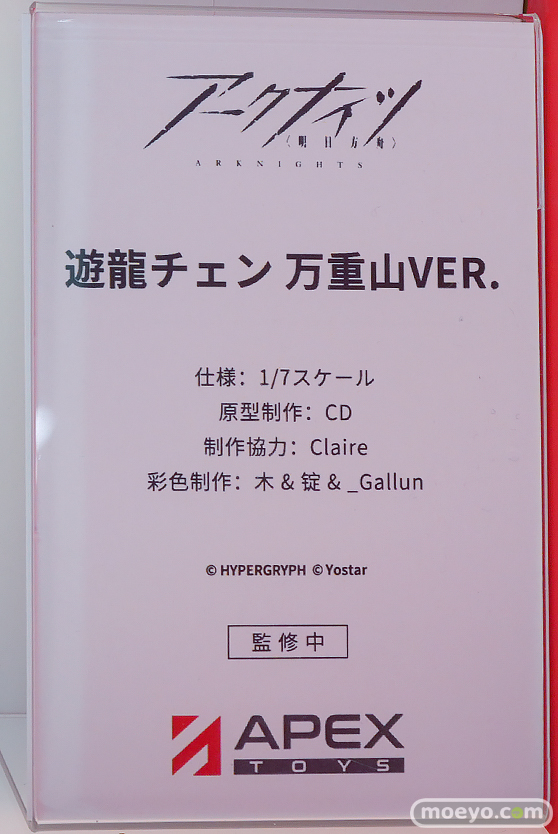 アークナイツ
〈明日方舟〉
ARKNIGHTS
遊龍チェン 万重山VER.
仕様：1/7スケール
原型制作：CD
制作協力：Claire
彩色制作：木 & 锭 & _Gallun
© HYPERGRYPH © Yostar
監修中
APEX
TOYS
moeyo.com